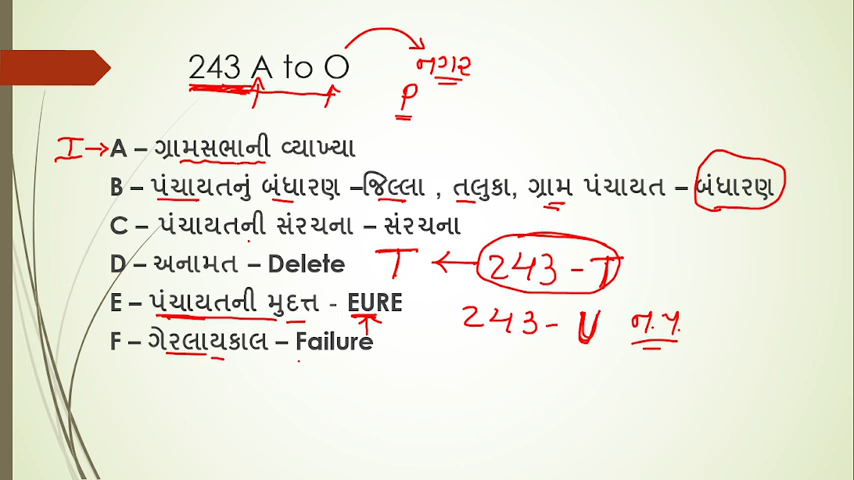 243 A to O
નગર
P
I → A – ગ્રામસભાની વ્યાખ્યા
B – પંચાયતનું બંધારણ –જિલ્લા , તલુકા, ગ્રામ પંચાયત – બંધારણ
C – પંચાયતની સંરચના – સંરચના
D – અનામત – Delete T ← 243 - T
E – પંચાયતની મુદત્ત - EURE 243 - U ન.પ.
F – ગેરલાયકાલ – Failure